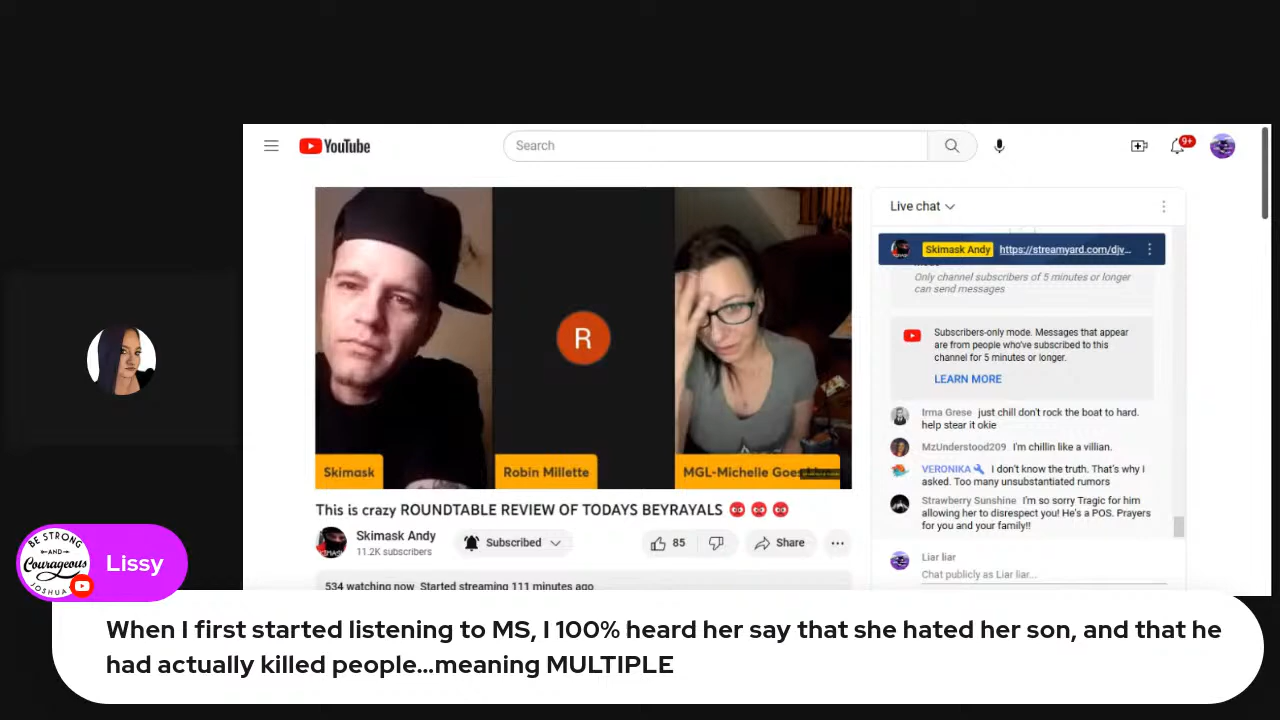 YouTube
Search
9+
Skimask
Robin Millette
MGL-Michelle Goes
This is crazy ROUNDTABLE REVIEW OF TODAYS BEYRAYALS
Skimask Andy
11.2K subscribers
Subscribed
85
Share
534 watching now Started streaming 111 minutes ago
Live chat
Skimask Andy https://streamyard.com/djv...
Only channel subscribers of 5 minutes or longer
can send messages
Subscribers-only mode. Messages that appear
are from people who've subscribed to this
channel for 5 minutes or longer.
LEARN MORE
Irma Grese just chill don't rock the boat to hard.
help steer it okie
MzUnderstood209 I'm chillin like a villian.
VERONIKA I don't know the truth. That's why I
asked. Too many unsubstantiated rumors
Strawberry Sunshine I'm so sorry Tragic for him
allowing her to disrespect you! He's a POS. Prayers
for you and your family!!
Liar liar
Chat publicly as Liar liar...
BE STRONG
AND
Courageous
JOSHUA
Lissy
When I first started listening to MS, I 100% heard her say that she hated her son, and that he
had actually killed people...meaning MULTIPLE